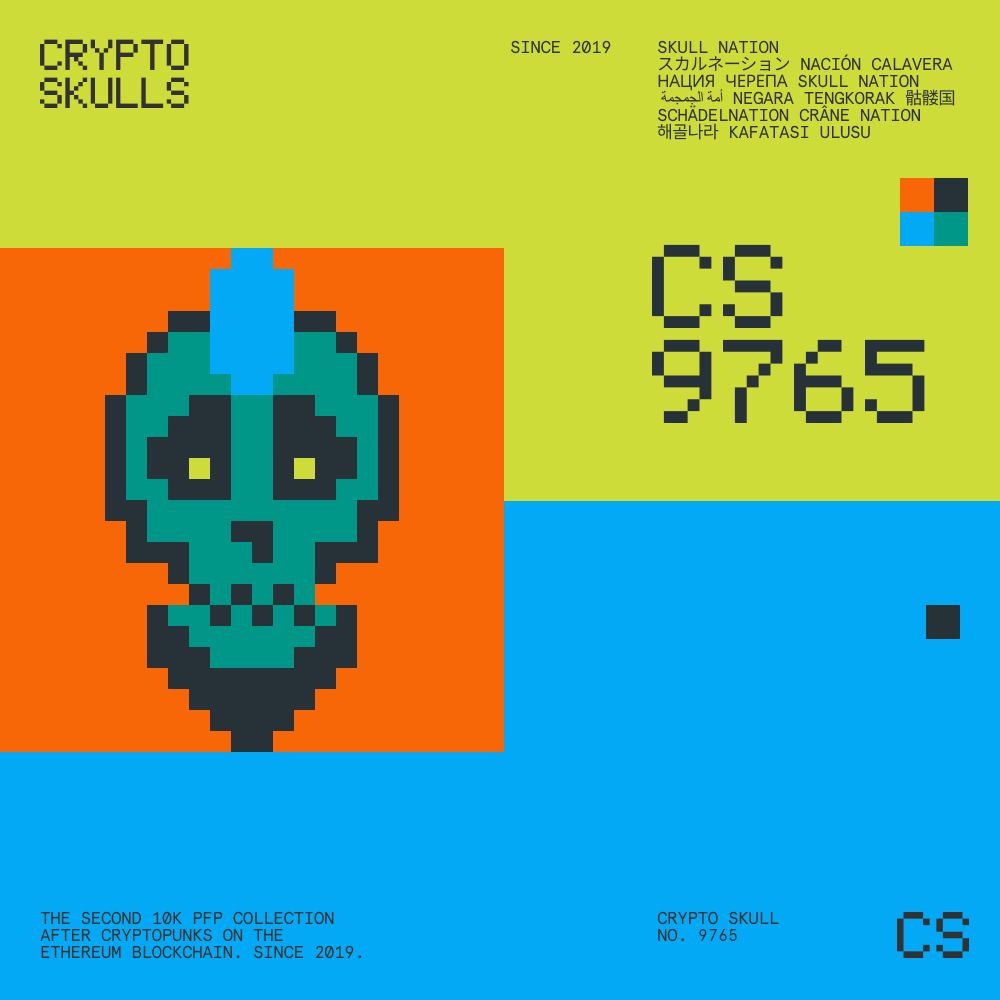 CRYPTO
SKULLS
SINCE 2019
SKULL NATION
スカルネーション NACIÓN CALAVERA
НАЦИЯ ЧЕРЕПА SKULL NATION
أمة الجمجمة NEGARA TENGKORAK 骷髅国
SCHÄDELNATION CRÂNE NATION
해골나라 KAFATASI ULUSU
CS
9765
THE SECOND 10K PFP COLLECTION
AFTER CRYPTOPUNKS ON THE
ETHEREUM BLOCKCHAIN. SINCE 2019.
CRYPTO SKULL
NO. 9765
CS